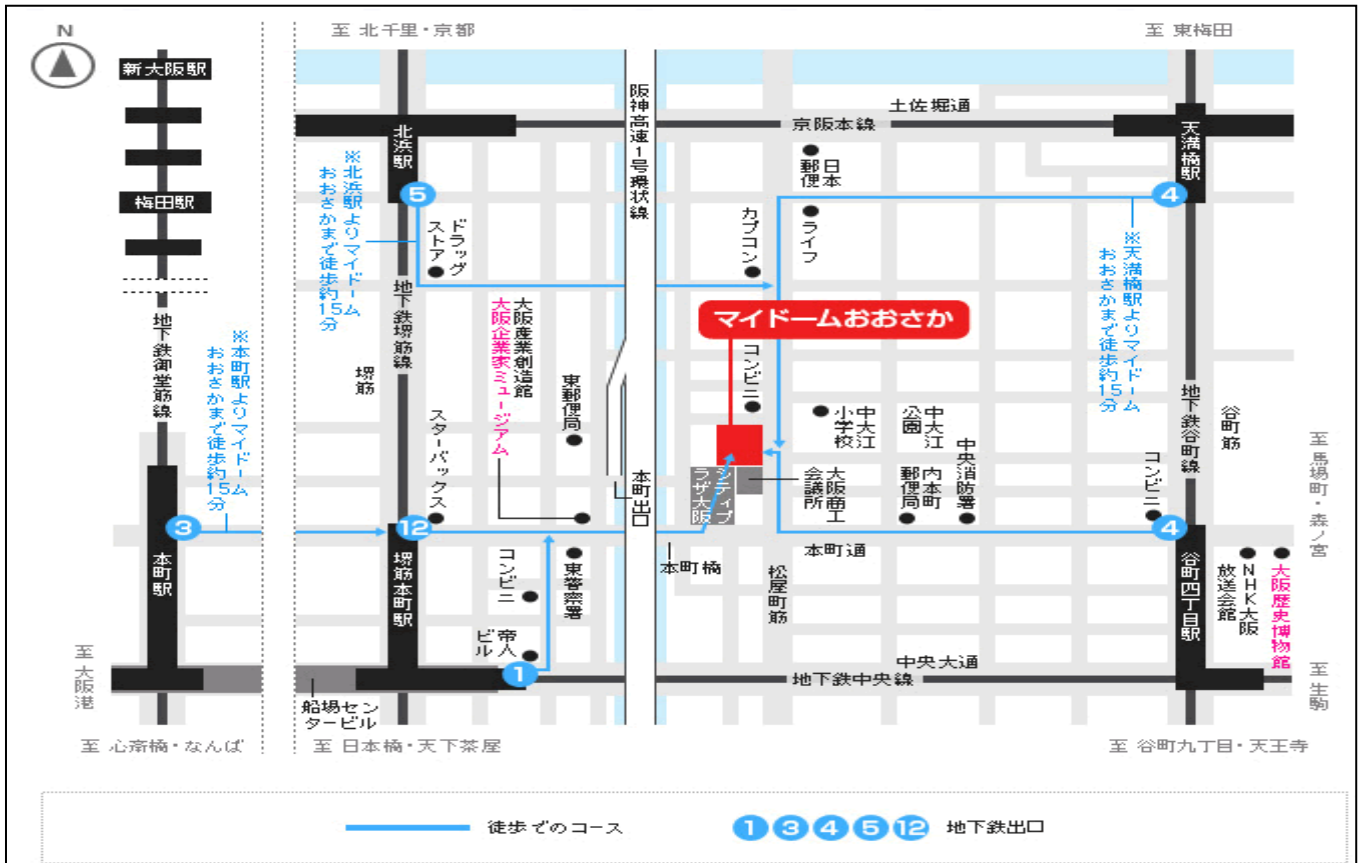 N
至 北千里・京都
至 東梅田
新大阪駅
梅田駅
地下鉄御堂筋線
※本町駅よりマイドーム
おおさかまで徒歩約15分
3
本町駅
至 大阪港
至 心斎橋・なんば
北浜駅
5
※北浜駅よりマイドーム
おおさかまで徒歩約15分
ドラッグ
ストア
地下鉄堺筋線
堺筋
大阪産業創造館
大阪企業家ミュージアム
東郵便局
スターバックス
12
堺筋本町駅
コンビニ
東警察署
帝人
ビル
1
船場セン
タービル
至 日本橋・天下茶屋
阪神高速1号環状線
本町出口
土佐堀通
京阪本線
日本
郵便
ライフ
カプコン
マイドームおおさか
コンビニ
中大江
小学校
中大江
公園
シティプ
ラザ大阪
大阪商工
会議所
内本町
郵便局
中央消防署
本町橋
本町通
松屋町筋
中央大通
地下鉄中央線
天満橋駅
4
※天満橋駅よりマイドーム
おおさかまで徒歩約15分
地下鉄谷町線
谷町筋
コンビニ
4
谷町四丁目駅
NHK大阪
放送会館
大阪歴史博物館
至 馬場町・森ノ宮
至 生駒
至 谷町九丁目・天王寺
徒歩でのコース
1 3 4 5 12 地下鉄出口